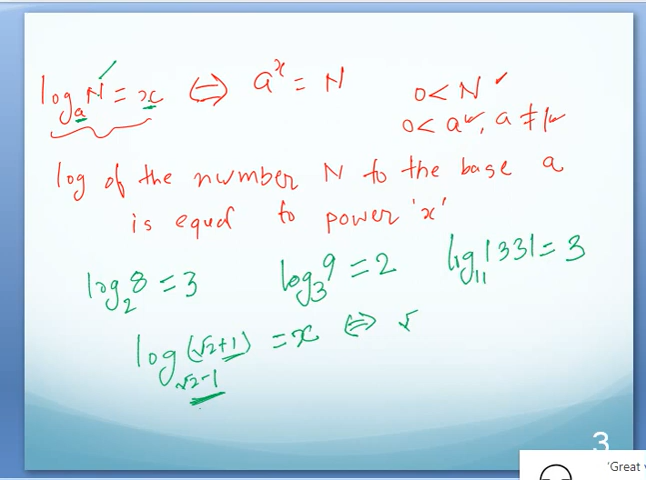 logₐN = x ⇔ aˣ = N 0 < N
0 < a, a ≠ 1
log of the number N to the base a
is equal to power 'x'
log₂8 = 3 log₃9 = 2 log₁₁1331 = 3
log_{√2-1}(√2+1) = x ⇔ √
3
'Great